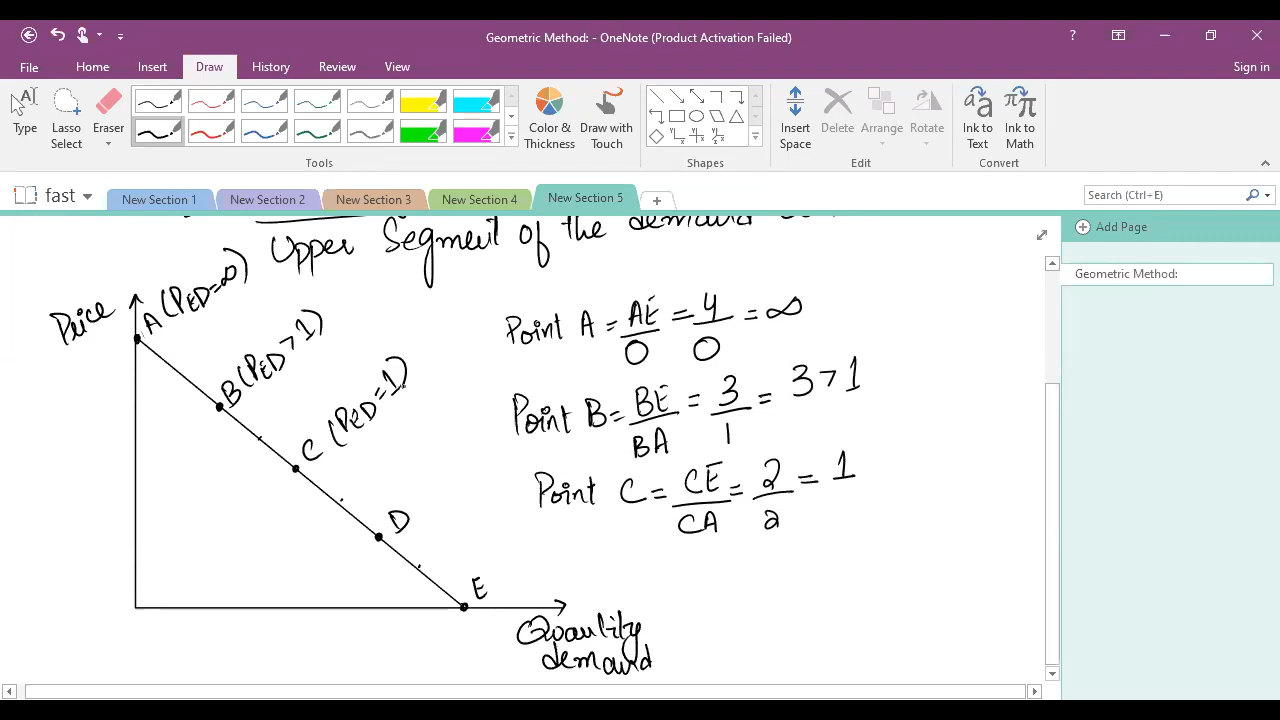 Geometric Method: - OneNote (Product Activation Failed)
? 
File Home Insert Draw History Review View Sign in
Type Lasso Select Eraser Color & Thickness Draw with Touch Insert Space Delete Arrange Rotate Ink to Text Ink to Math
Tools Shapes Edit Convert
fast New Section 1 New Section 2 New Section 3 New Section 4 New Section 5 Search (Ctrl+E)
Add Page
Geometric Method:
Upper Segment of the demand
Price
A (PED=∞)
B (PED>1)
C (PED=1)
D
E
Quantity
demand
Point A = AE/0 = 4/0 = ∞
Point B = BE/BA = 3/1 = 3>1
Point C = CE/CA = 2/2 = 1